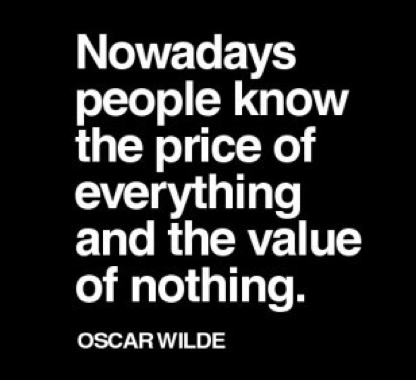 Nowadays
people know
the price of
everything
and the value
of nothing.
OSCAR WILDE